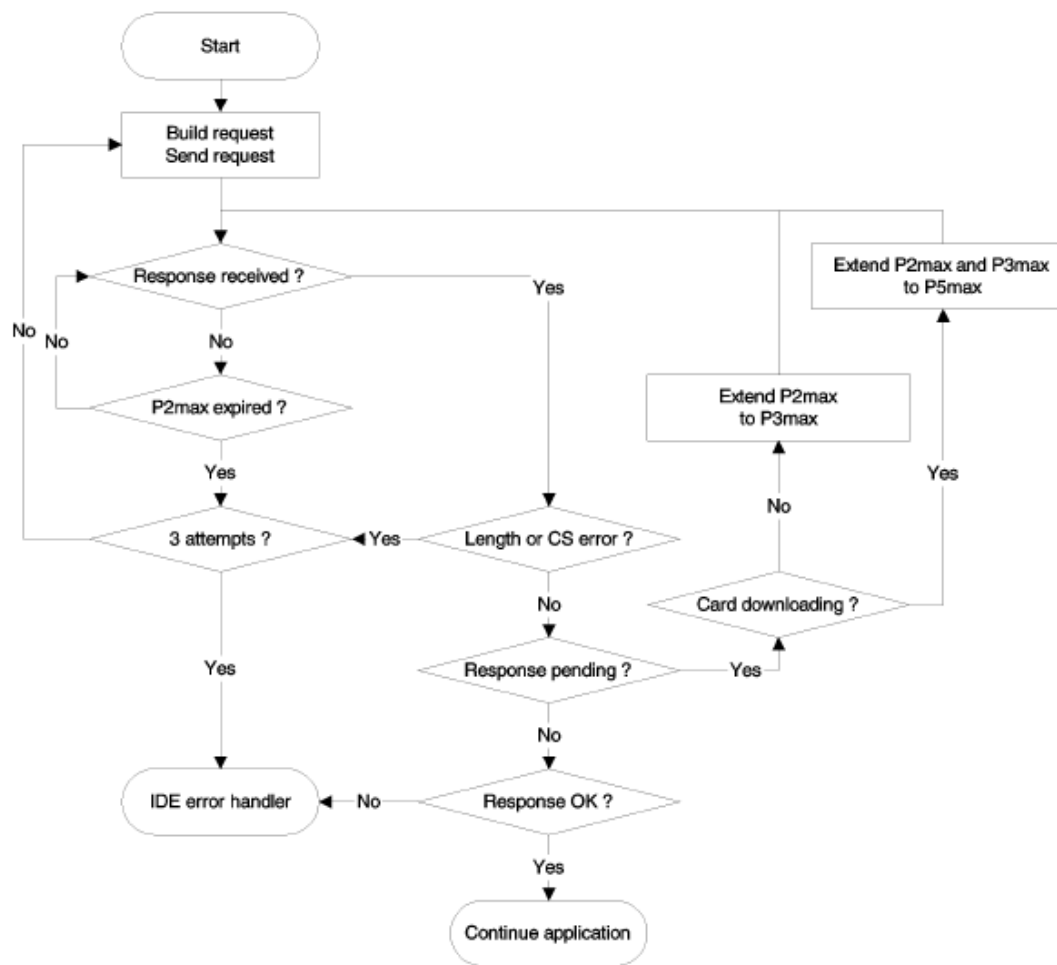 Start
Build request
Send request
Response received ?
Yes
Extend P2max and P3max
to P5max
No
No
No
P2max expired ?
Extend P2max
to P3max
Yes
Yes
No
3 attempts ?
Yes
Length or CS error ?
No
Card downloading ?
Yes
Response pending ?
Yes
No
IDE error handler
No
Response OK ?
Yes
Continue application